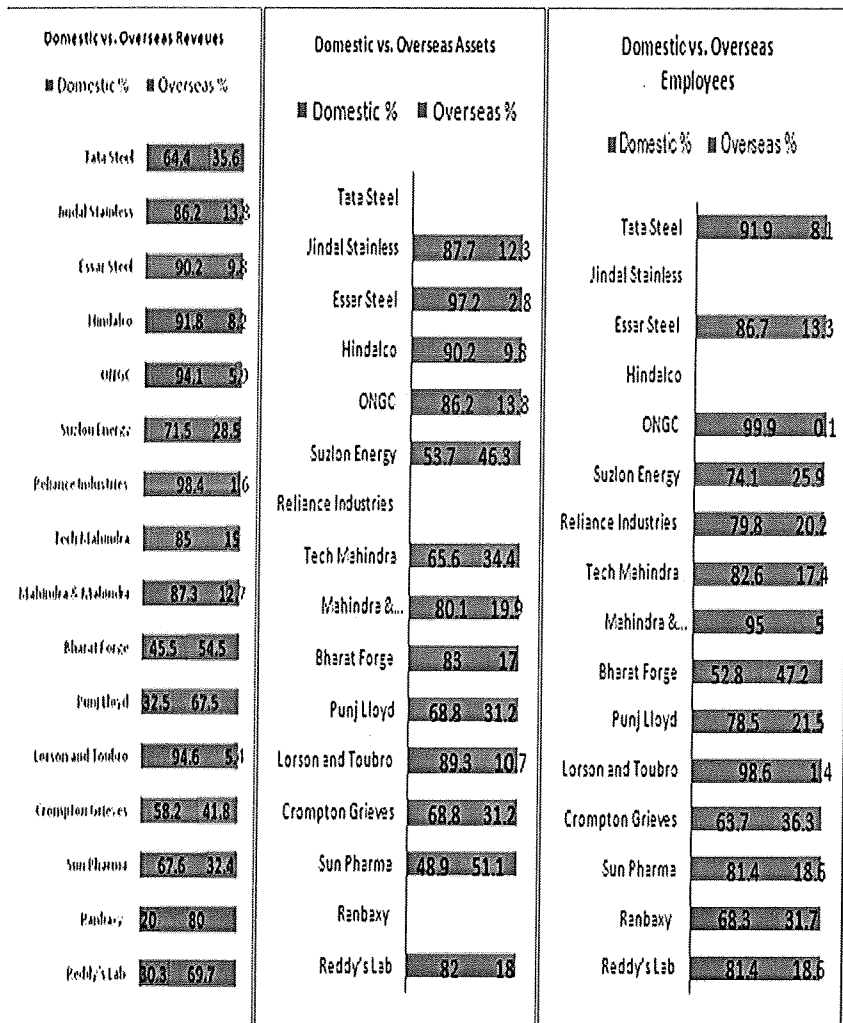 Domestic vs. Overseas Reveues
Domestic % Overseas %
Tata Steel 64.4 35.6
Jindal Stainless 86.2 13.8
Essar Steel 90.2 9.8
Hindalco 91.8 8.2
ONGC 94.1 5.9
Suzlon Energy 71.5 28.5
Reliance Industries 98.4 1.6
Tech Mahindra 85 15
Mahindra & Mahindra 87.3 12.7
Bharat Forge 45.5 54.5
Punj Lloyd 32.5 67.5
Lorson and Toubro 94.6 5.4
Crompton Grieves 58.2 41.8
Sun Pharma 67.6 32.4
Ranbaxy 20 80
Reddy's Lab 30.3 69.7
Domestic vs. Overseas Assets
Domestic % Overseas %
Tata Steel
Jindal Stainless 87.7 12.3
Essar Steel 97.2 2.8
Hindalco 90.2 9.8
ONGC 86.2 13.8
Suzlon Energy 53.7 46.3
Reliance Industries
Tech Mahindra 65.6 34.4
Mahindra &... 80.1 19.9
Bharat Forge 83 17
Punj Lloyd 68.8 31.2
Lorson and Toubro 89.3 10.7
Crompton Grieves 68.8 31.2
Sun Pharma 48.9 51.1
Ranbaxy
Reddy's Lab 82 18
Domestic vs. Overseas
Employees
Domestic % Overseas %
Tata Steel 91.9 8.1
Jindal Stainless
Essar Steel 86.7 13.3
Hindalco
ONGC 99.9 0.1
Suzlon Energy 74.1 25.9
Reliance Industries 79.8 20.2
Tech Mahindra 82.6 17.4
Mahindra &... 95 5
Bharat Forge 52.8 47.2
Punj Lloyd 78.5 21.5
Lorson and Toubro 98.6 1.4
Crompton Grieves 63.7 36.3
Sun Pharma 81.4 18.6
Ranbaxy 68.3 31.7
Reddy's Lab 81.4 18.6